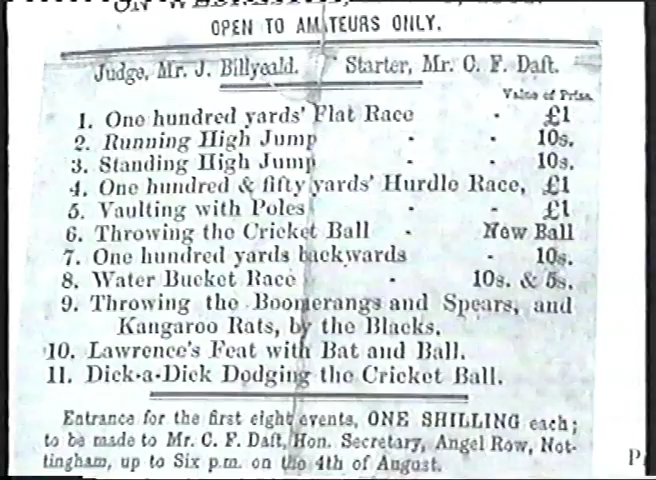 OPEN TO AMATEURS ONLY.
Judge, Mr. J. Billyeald. Starter, Mr. C. F. Daft.
Value of Prize.
1. One hundred yards' Flat Race - £1
2. Running High Jump - - 10s.
3. Standing High Jump - - 10s.
4. One hundred & fifty yards' Hurdle Race, £1
5. Vaulting with Poles - - £1
6. Throwing the Cricket Ball - New Ball
7. One hundred yards backwards - 10s.
8. Water Bucket Race - 10s. & 5s.
9. Throwing the Boomerangs and Spears, and
Kangaroo Rats, by the Blacks.
10. Lawrence's Feat with Bat and Ball.
11. Dick-a-Dick Dodging the Cricket Ball.
Entrance for the first eight events, ONE SHILLING each;
to be made to Mr. C. F. Daft, Hon. Secretary, Angel Row, Not-
tingham, up to Six p.m. on the 4th of August.